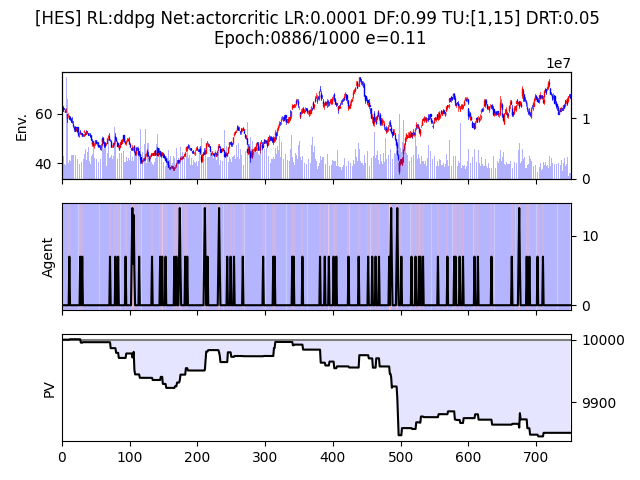 [HES] RL:ddpg Net:actorcritic LR:0.0001 DF:0.99 TU:[1,15] DRT:0.05
Epoch:0886/1000 e=0.11
1e7
Env.
60
40
1
0
Agent
10
0
PV
10000
9900
0 100 200 300 400 500 600 700